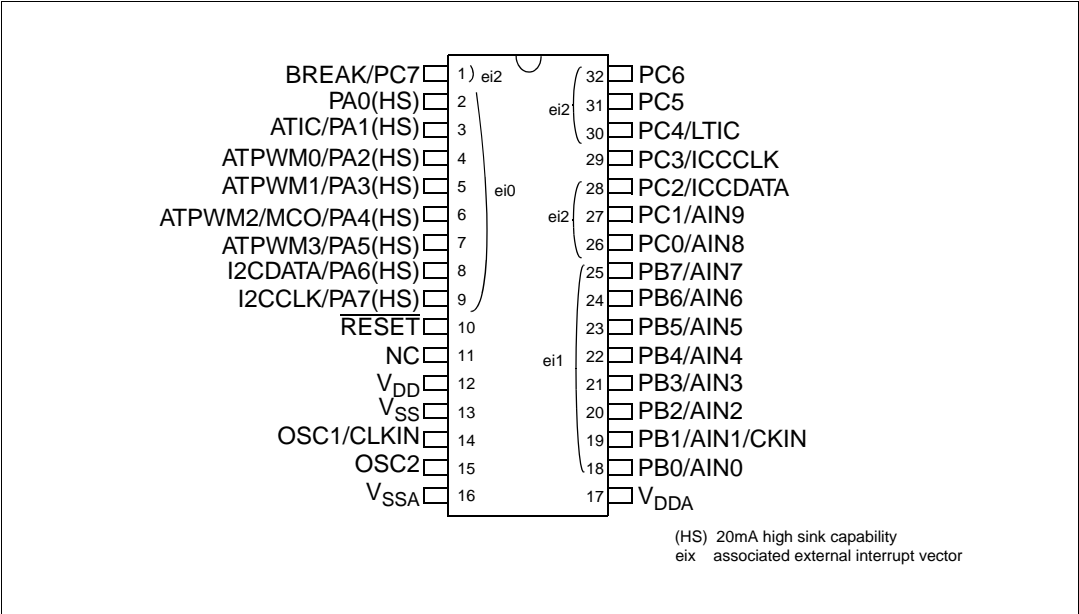 BREAK/PC7 1 ) ei2 32 PC6
PA0(HS) 2 31 PC5
ei2
ATIC/PA1(HS) 3 30 PC4/LTIC
ATPWM0/PA2(HS) 4 29 PC3/ICCCLK
ATPWM1/PA3(HS) 5 ei0 28 PC2/ICCDATA
ATPWM2/MCO/PA4(HS) 6 ei2 27 PC1/AIN9
ATPWM3/PA5(HS) 7 26 PC0/AIN8
I2CDATA/PA6(HS) 8 25 PB7/AIN7
I2CCLK/PA7(HS) 9 24 PB6/AIN6
RESET 10 23 PB5/AIN5
NC 11 ei1 22 PB4/AIN4
VDD 12 21 PB3/AIN3
VSS 13 20 PB2/AIN2
OSC1/CLKIN 14 19 PB1/AIN1/CKIN
OSC2 15 18 PB0/AIN0
VSSA 16 17 VDDA
(HS) 20mA high sink capability
eix associated external interrupt vector